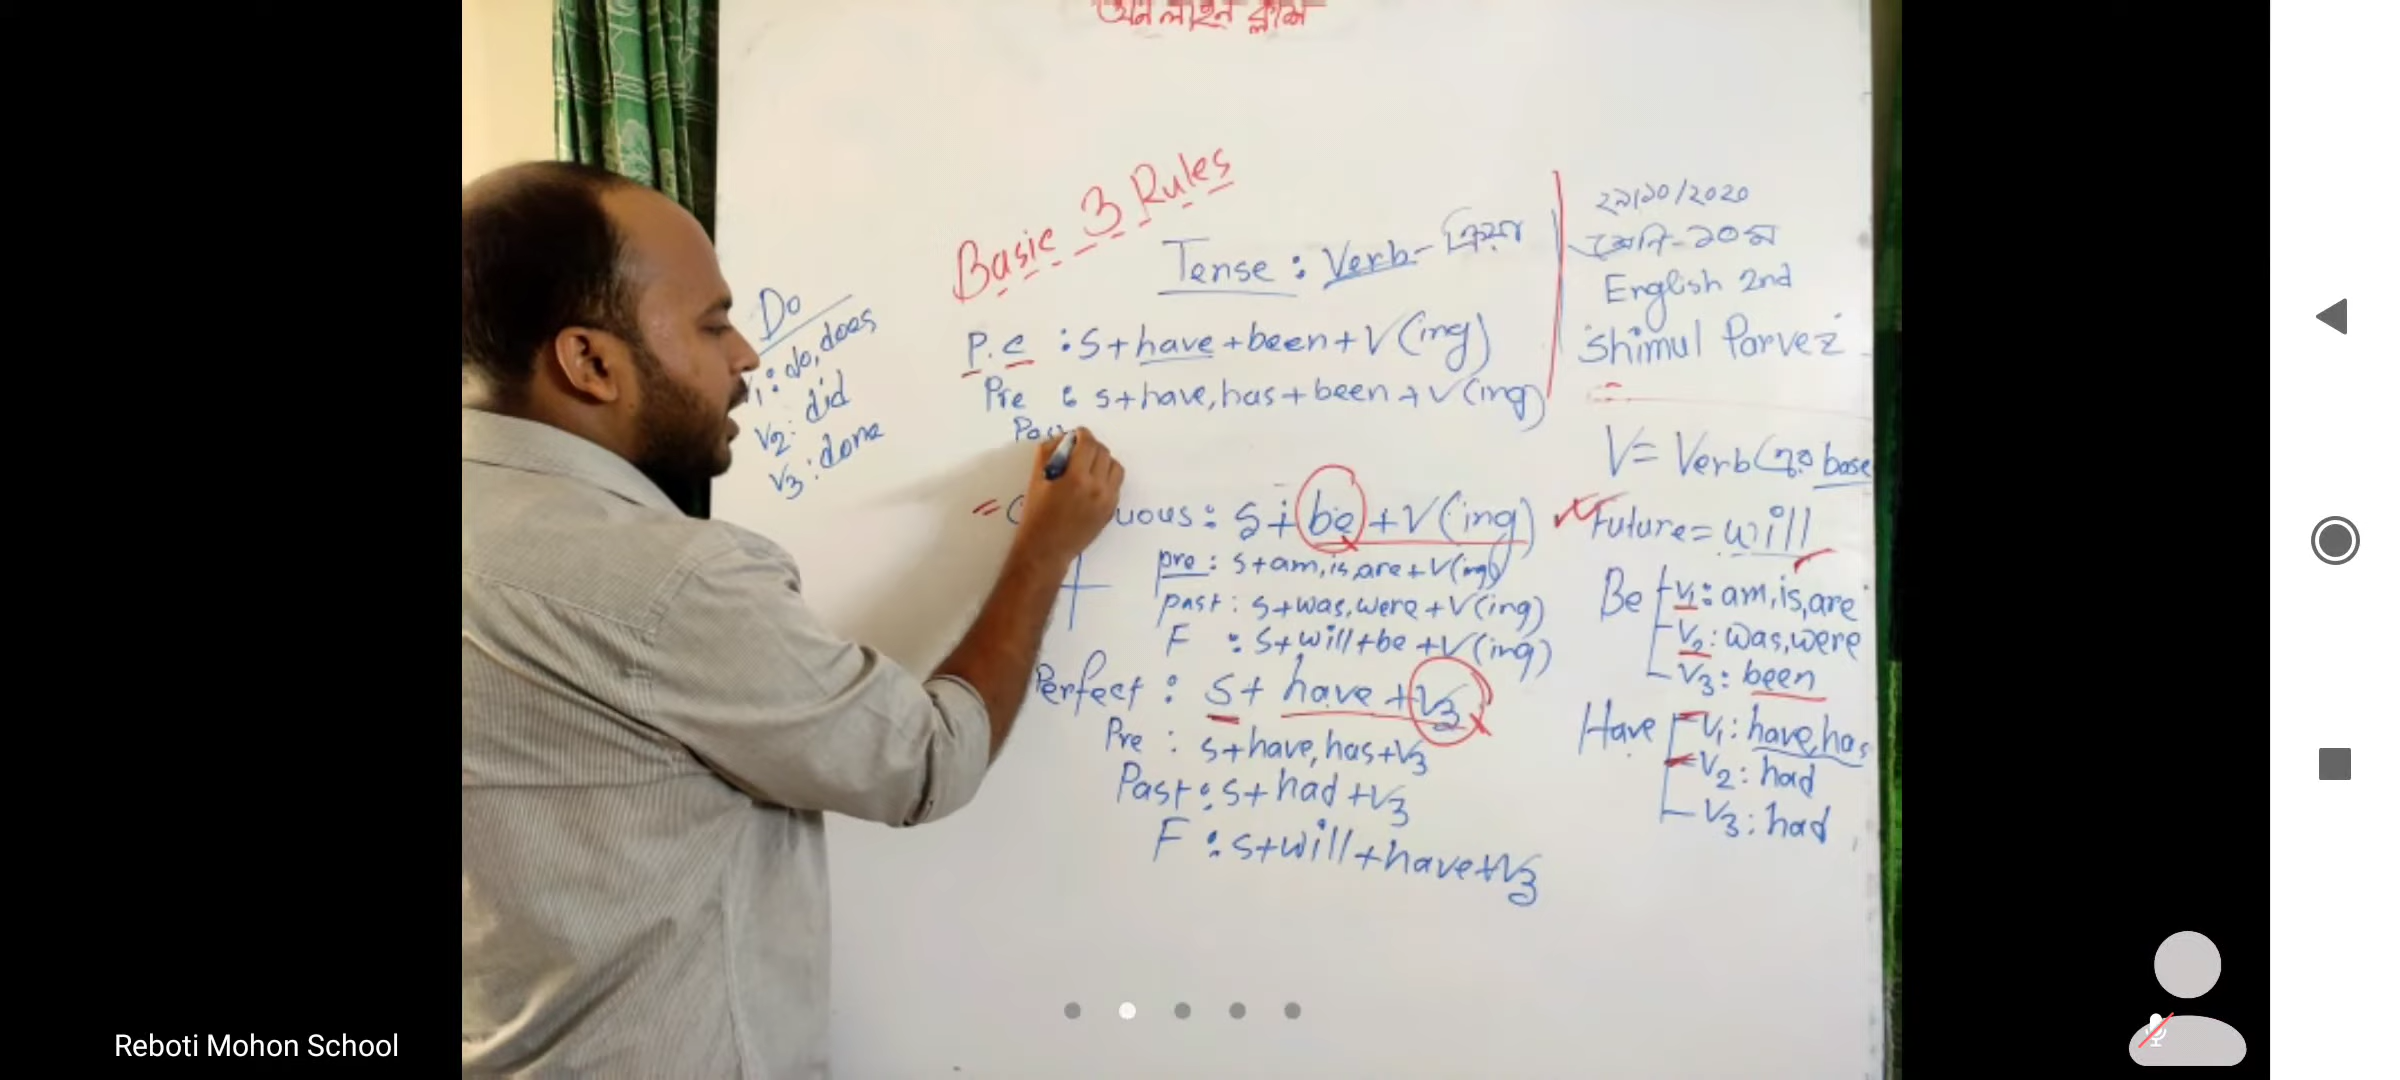 অনলাইন ক্লাস
Basic 3 Rules
Tense : Verb - ক্রিয়া
P.C : S + have + been + V (ing)
Pre : S + have, has + been + V (ing)
Do
V1 : do, does
V2 : did
V3 : done
uous : S + be + V (ing)
pre : S + am, is, are + V (ing)
past : S + was, were + V (ing)
F : S + will + be + V (ing)
Perfect : S + have + V3
Pre : S + have, has + V3
Past : S + had + V3
F : S + will + have + V3
২৯/১০/২০২০
শ্রেণি - ১০ম
English 2nd
Shimul Parvez
V = Verb এর base
Future = will
Be V1 : am, is, are
V2 : was, were
V3 : been
Have V1 : have, has
V2 : had
V3 : had
Reboti Mohon School